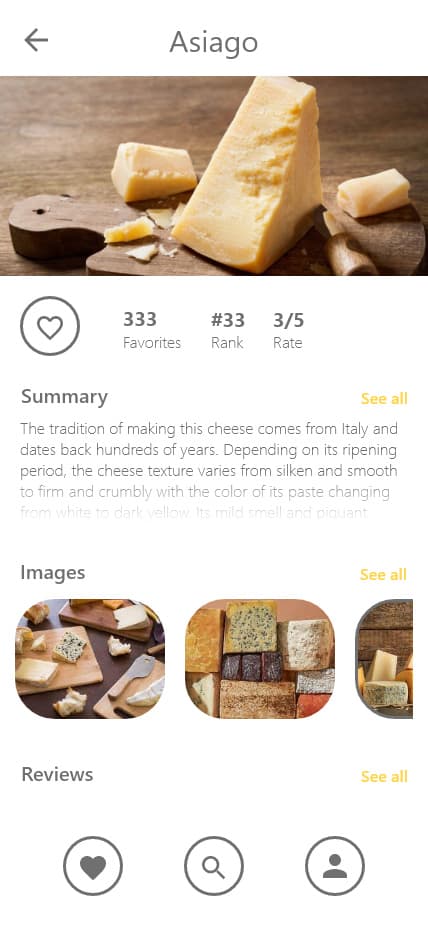 Asiago
333
#33
3/5
Favorites
Rank
Rate
Summary
See all
The tradition of making this cheese comes from Italy and
dates back hundreds of years. Depending on its ripening
period, the cheese texture varies from silken and smooth
to firm and crumbly with the color of its paste changing
from white to dark yellow. Its mild smell and piquant
Images
See all
Reviews
See all